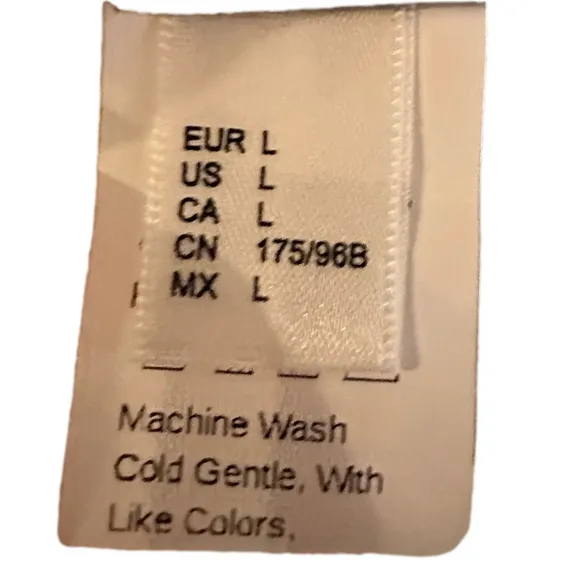 EUR L
US L
CA L
CN 175/96B
MX L
Machine Wash
Cold Gentle, With
Like Colors,